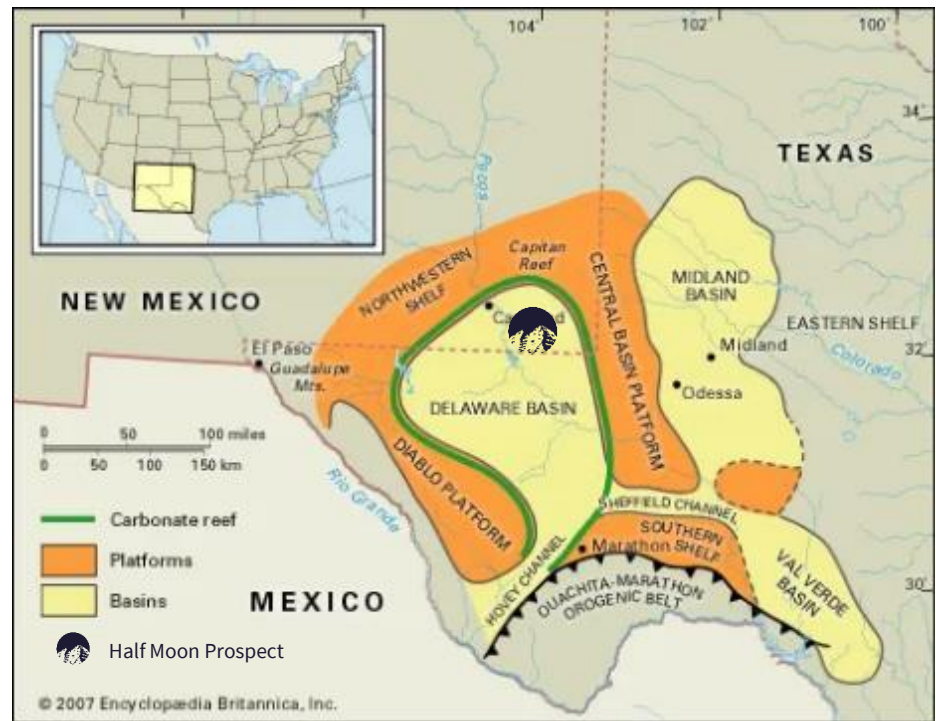 104°
102°
100°
34°
TEXAS
Pecos
Capitan
Reef
NORTHWESTERN
SHELF
CENTRAL BASIN PLATFORM
MIDLAND
BASIN
NEW MEXICO
EASTERN SHELF
El Paso
Guadalupe
Mts.
Midland
32°
Colorado
Odessa
DELAWARE BASIN
0 50 100 miles
0 50 100 150 km
DIABLO PLATFORM
Rio Grande
SHEFFIELD CHANNEL
Carbonate reef
SOUTHERN
SHELF
Marathon
Platforms
HOVEY CHANNEL
VAL VERDE
BASIN
30°
Basins
MEXICO
OUACHITA-MARATHON
OROGENIC BELT
Half Moon Prospect
© 2007 Encyclopædia Britannica, Inc.